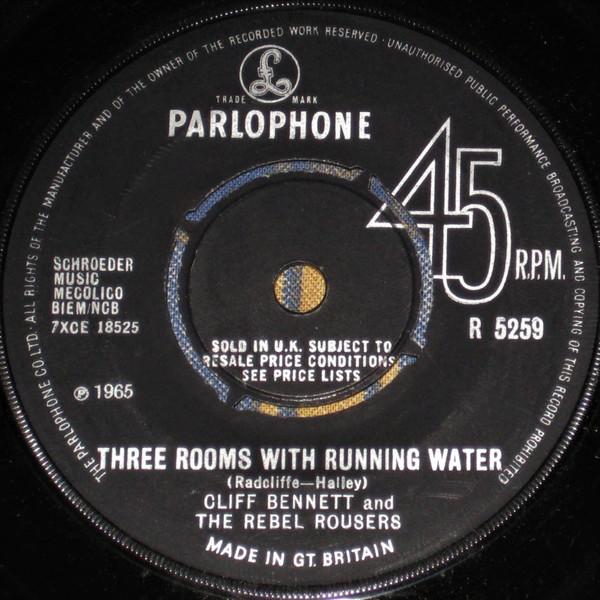 THE PARLOPHONE CO. LTD. · ALL RIGHTS OF THE MANUFACTURER AND OF THE OWNER OF THE RECORDED WORK RESERVED · UNAUTHORISED PUBLIC PERFORMANCE BROADCASTING AND COPYING OF THIS RECORD PROHIBITED
£
TRADE MARK
PARLOPHONE
45 R.P.M.
SCHROEDER
MUSIC
MECOLICO
BIEM/NCB
7XCE 18525
R 5259
SOLD IN U.K. SUBJECT TO
RESALE PRICE CONDITIONS
SEE PRICE LISTS
℗ 1965
THREE ROOMS WITH RUNNING WATER
(Radcliffe—Halley)
CLIFF BENNETT and
THE REBEL ROUSERS
MADE IN GT. BRITAIN